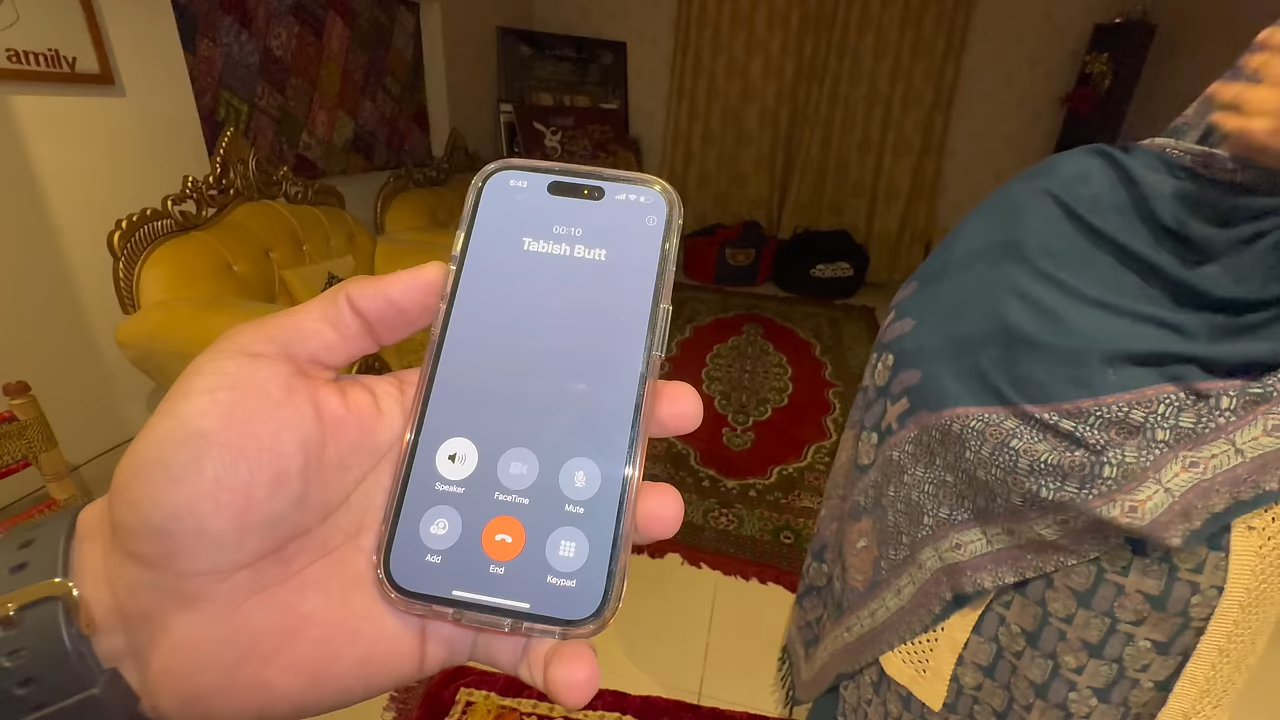 amily
6:43
00:10
Tabish Butt
Speaker
FaceTime
Mute
Add
End
Keypad